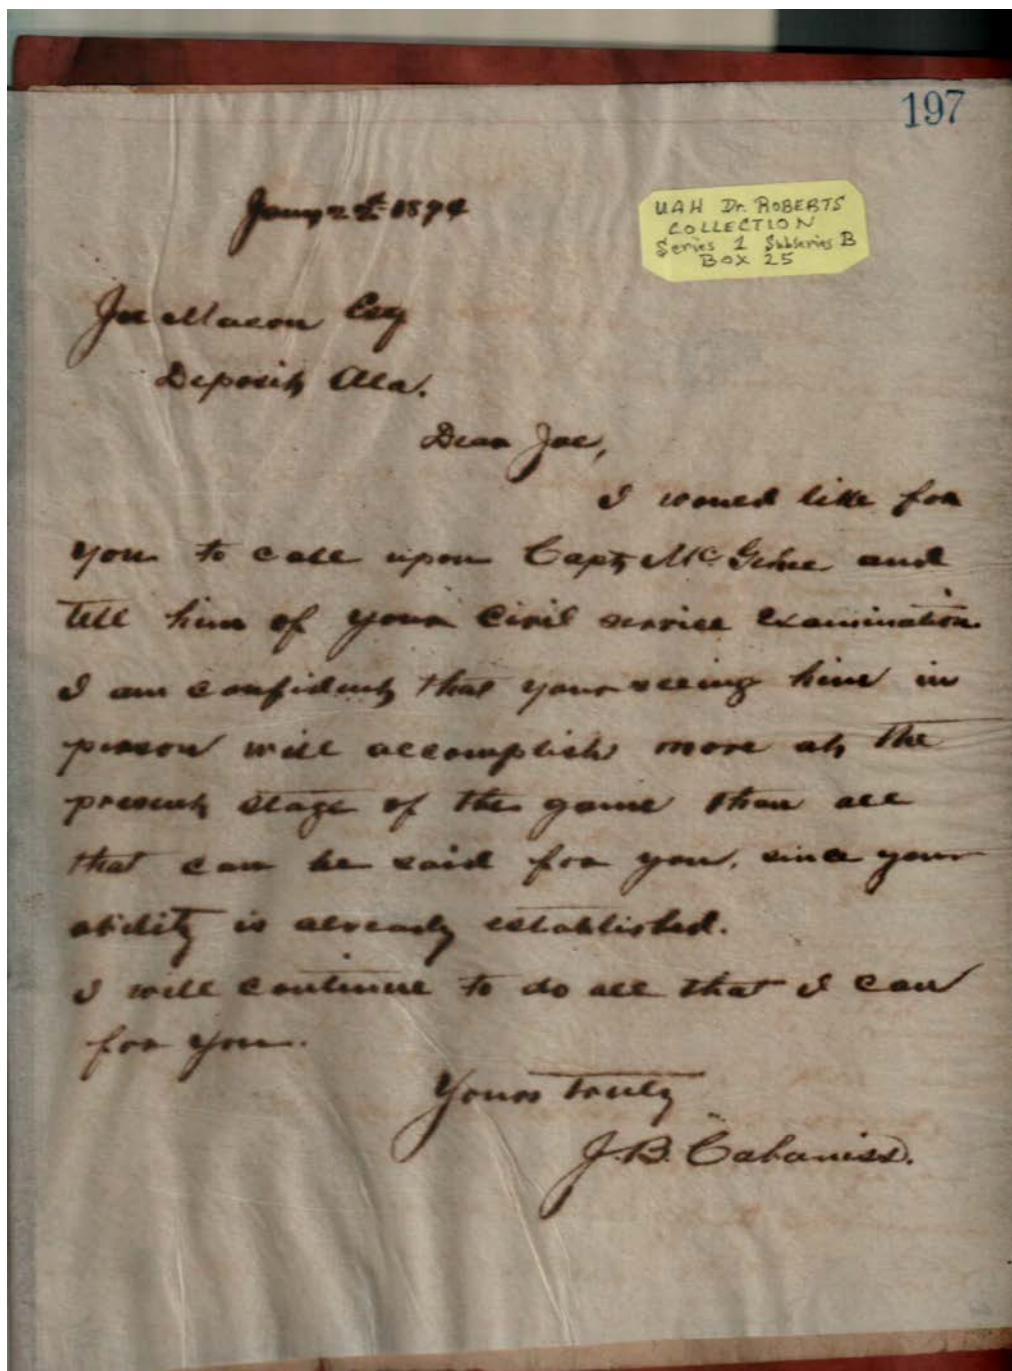 197
UAH Dr. ROBERTS
COLLECTION
Series 1 Subseries B
BOX 25
1894
Macon Esq
Deposit Ala.
Dear Joe,
I would like for
you to call upon Capt Mc and
tell him of your civil service examination
I am confident that your seeing him in
person will accomplish more at the
present stage of the game than all
that can be said for you, since your
ability is already established.
I will continue to do all that I can
for you.
Yours truly
J.B. Cabaniss.